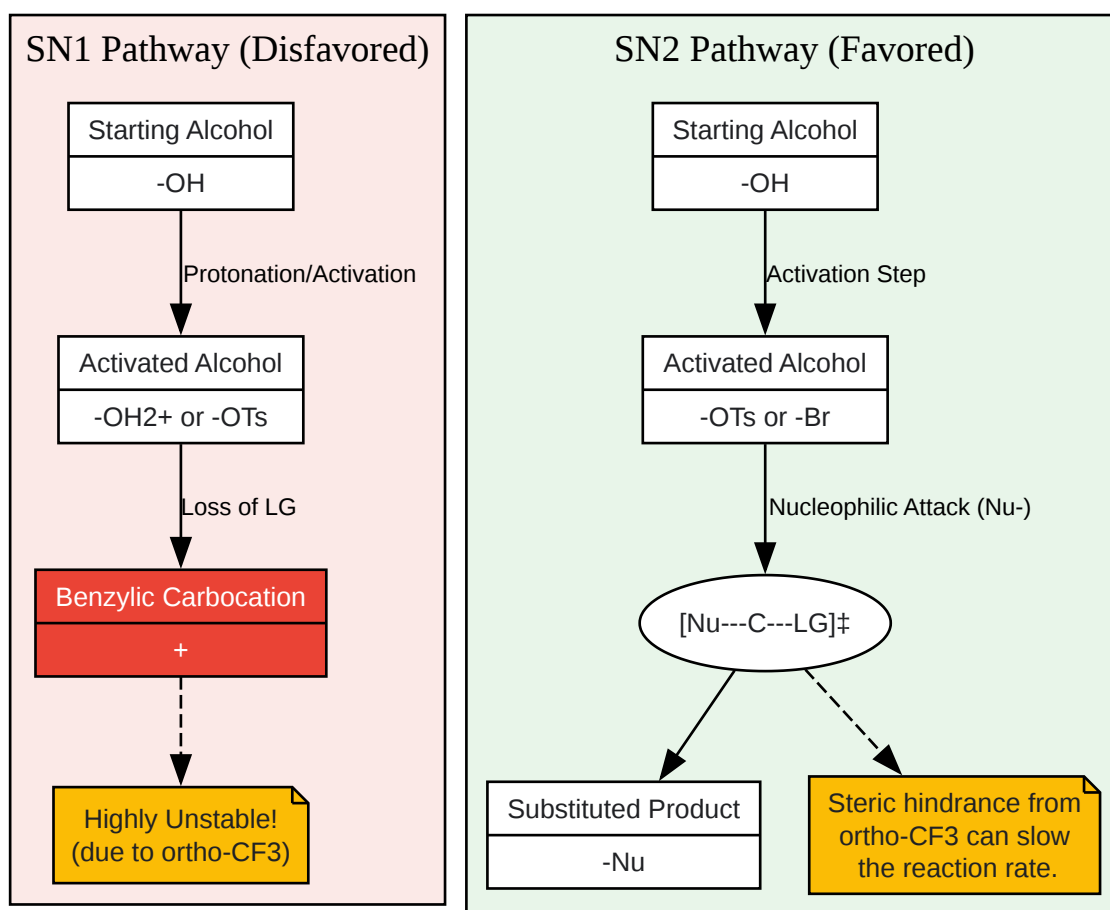 SN1 Pathway (Disfavored)
Starting Alcohol
-OH
Protonation/Activation
Activated Alcohol
-OH2+ or -OTs
Loss of LG
Benzylic Carbocation
+
Highly Unstable!
(due to ortho-CF3)
SN2 Pathway (Favored)
Starting Alcohol
-OH
Activation Step
Activated Alcohol
-OTs or -Br
Nucleophilic Attack (Nu-)
[Nu---C---LG]‡
Substituted Product
-Nu
Steric hindrance from
ortho-CF3 can slow
the reaction rate.